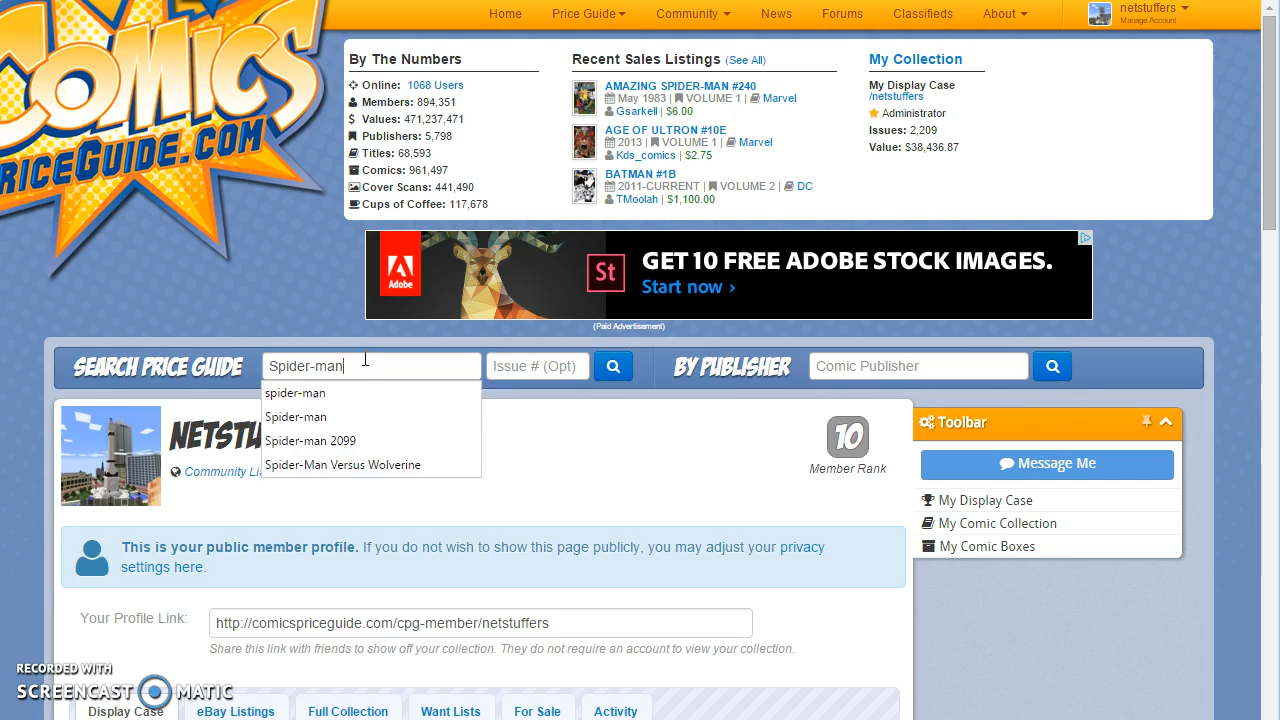 COMICS
PRICEGUIDE.COM
Home Price Guide Community News Forums Classifieds About
netstuffers
Manage Account
By The Numbers
Online: 1068 Users
Members: 894,351
Values: 471,237,471
Publishers: 5,798
Titles: 68,593
Comics: 961,497
Cover Scans: 441,490
Cups of Coffee: 117,678
Recent Sales Listings (See All)
AMAZING SPIDER-MAN #240
May 1983 | VOLUME 1 | Marvel
Gsarkell | $6.00
AGE OF ULTRON #10E
2013 | VOLUME 1 | Marvel
Kds_comics | $2.75
BATMAN #1B
2011-CURRENT | VOLUME 2 | DC
TMoolah | $1,100.00
My Collection
My Display Case
/netstuffers
Administrator
Issues: 2,209
Value: $38,436.87
Adobe
St
GET 10 FREE ADOBE STOCK IMAGES.
Start now ›
(Paid Advertisement)
SEARCH PRICE GUIDE Spider-man Issue # (Opt) BY PUBLISHER Comic Publisher
spider-man
Spider-man
Spider-man 2099
Spider-Man Versus Wolverine
NETSTU
Community Li
10
Member Rank
Toolbar
Message Me
My Display Case
My Comic Collection
My Comic Boxes
This is your public member profile. If you do not wish to show this page publicly, you may adjust your privacy
settings here.
Your Profile Link: http://comicspriceguide.com/cpg-member/netstuffers
Share this link with friends to show off your collection. They do not require an account to view your collection.
Display Case eBay Listings Full Collection Want Lists For Sale Activity
RECORDED WITH
SCREENCAST MATIC